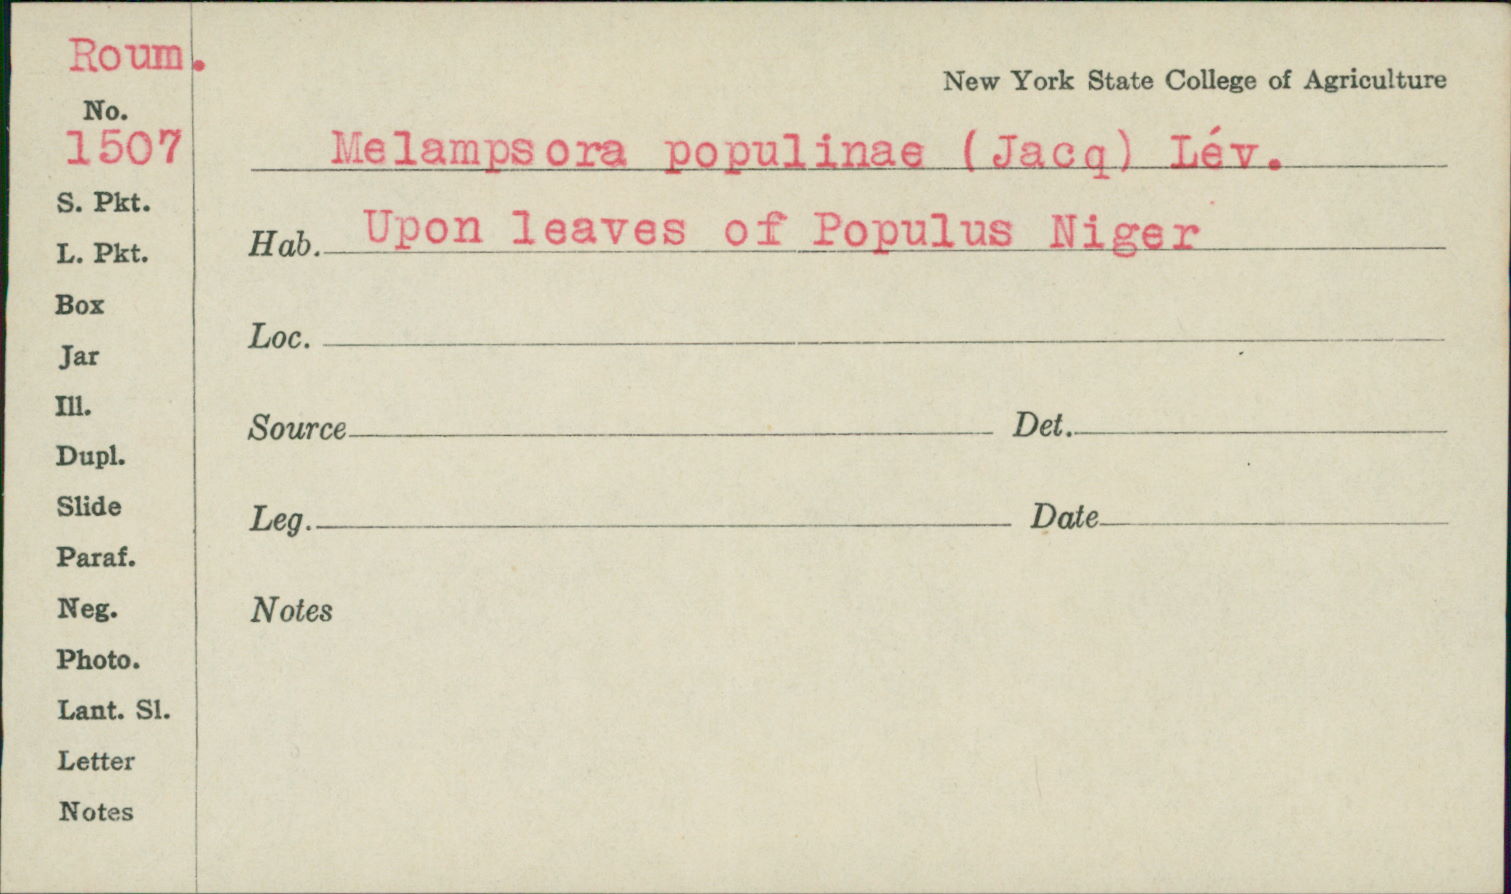 Roum.
New York State College of Agriculture
No.
1507
Melampsora populinae (Jacq) Lév.
S. Pkt.
Hab. Upon leaves of Populus Niger
L. Pkt.
Box
Loc.
Jar
Ill.
Source Det.
Dupl.
Slide
Leg. Date
Paraf.
Neg.
Notes
Photo.
Lant. Sl.
Letter
Notes